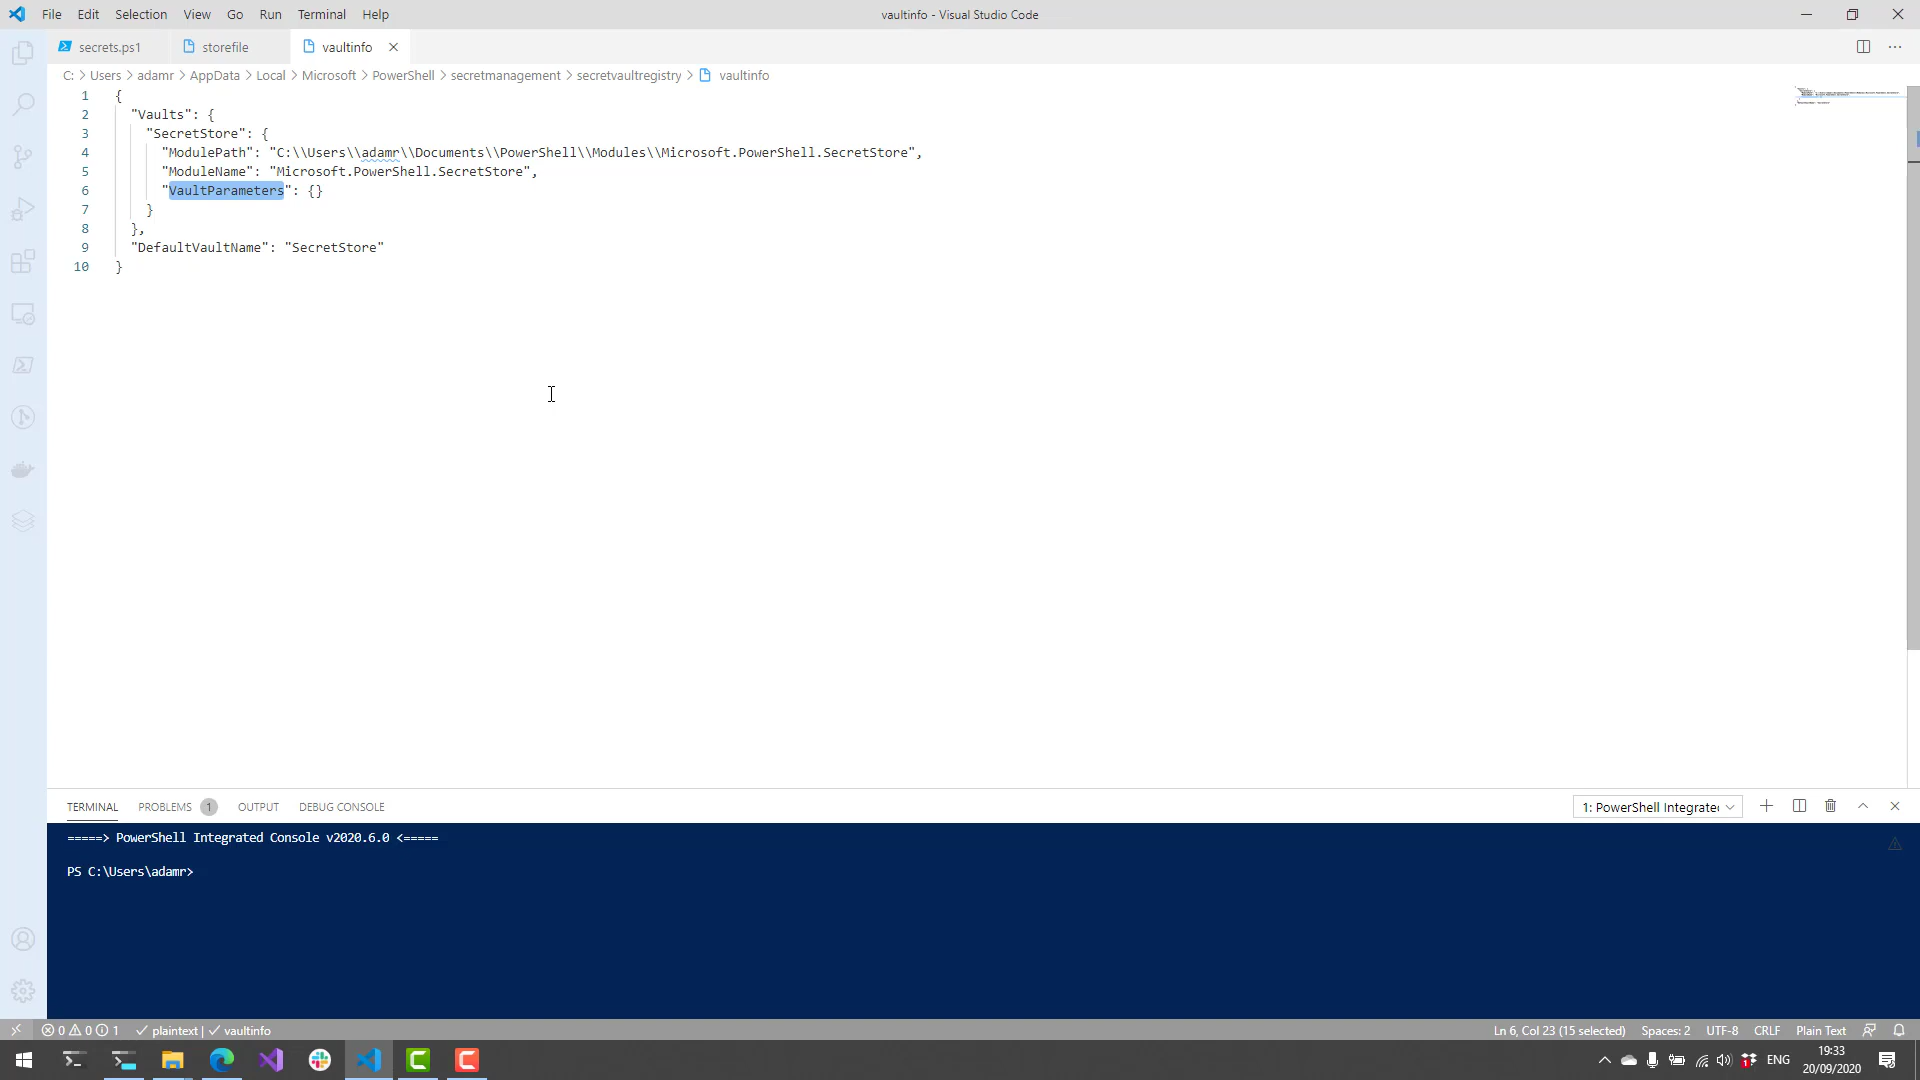 File Edit Selection View Go Run Terminal Help
vaultinfo - Visual Studio Code
secrets.ps1 storefile vaultinfo
C: > Users > adamr > AppData > Local > Microsoft > PowerShell > secretmanagement > secretvaultregistry > vaultinfo
1 {
2 "Vaults": {
3 "SecretStore": {
4 "ModulePath": "C:\\Users\\adamr\\Documents\\PowerShell\\Modules\\Microsoft.PowerShell.SecretStore",
5 "ModuleName": "Microsoft.PowerShell.SecretStore",
6 "VaultParameters": {}
7 }
8 },
9 "DefaultVaultName": "SecretStore"
10 }
TERMINAL PROBLEMS 1 OUTPUT DEBUG CONSOLE
1: PowerShell Integrate
=====> PowerShell Integrated Console v2020.6.0 <=====
PS C:\Users\adamr>
0 0 1 plaintext | vaultinfo
Ln 6, Col 23 (15 selected) Spaces: 2 UTF-8 CRLF Plain Text
ENG
19:33
20/09/2020